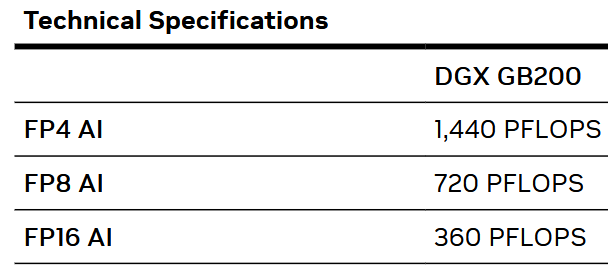 Technical Specifications
DGX GB200
FP4 AI 1,440 PFLOPS
FP8 AI 720 PFLOPS
FP16 AI 360 PFLOPS